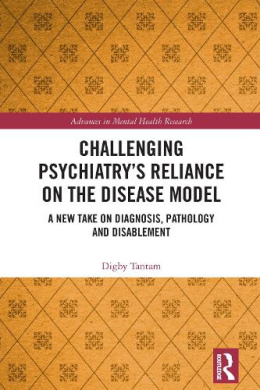 Advances in Mental Health Research
CHALLENGING
PSYCHIATRY'S RELIANCE
ON THE DISEASE MODEL
A NEW TAKE ON DIAGNOSIS, PATHOLOGY
AND DISABLEMENT
Digby Tantam
ROUTLEDGE